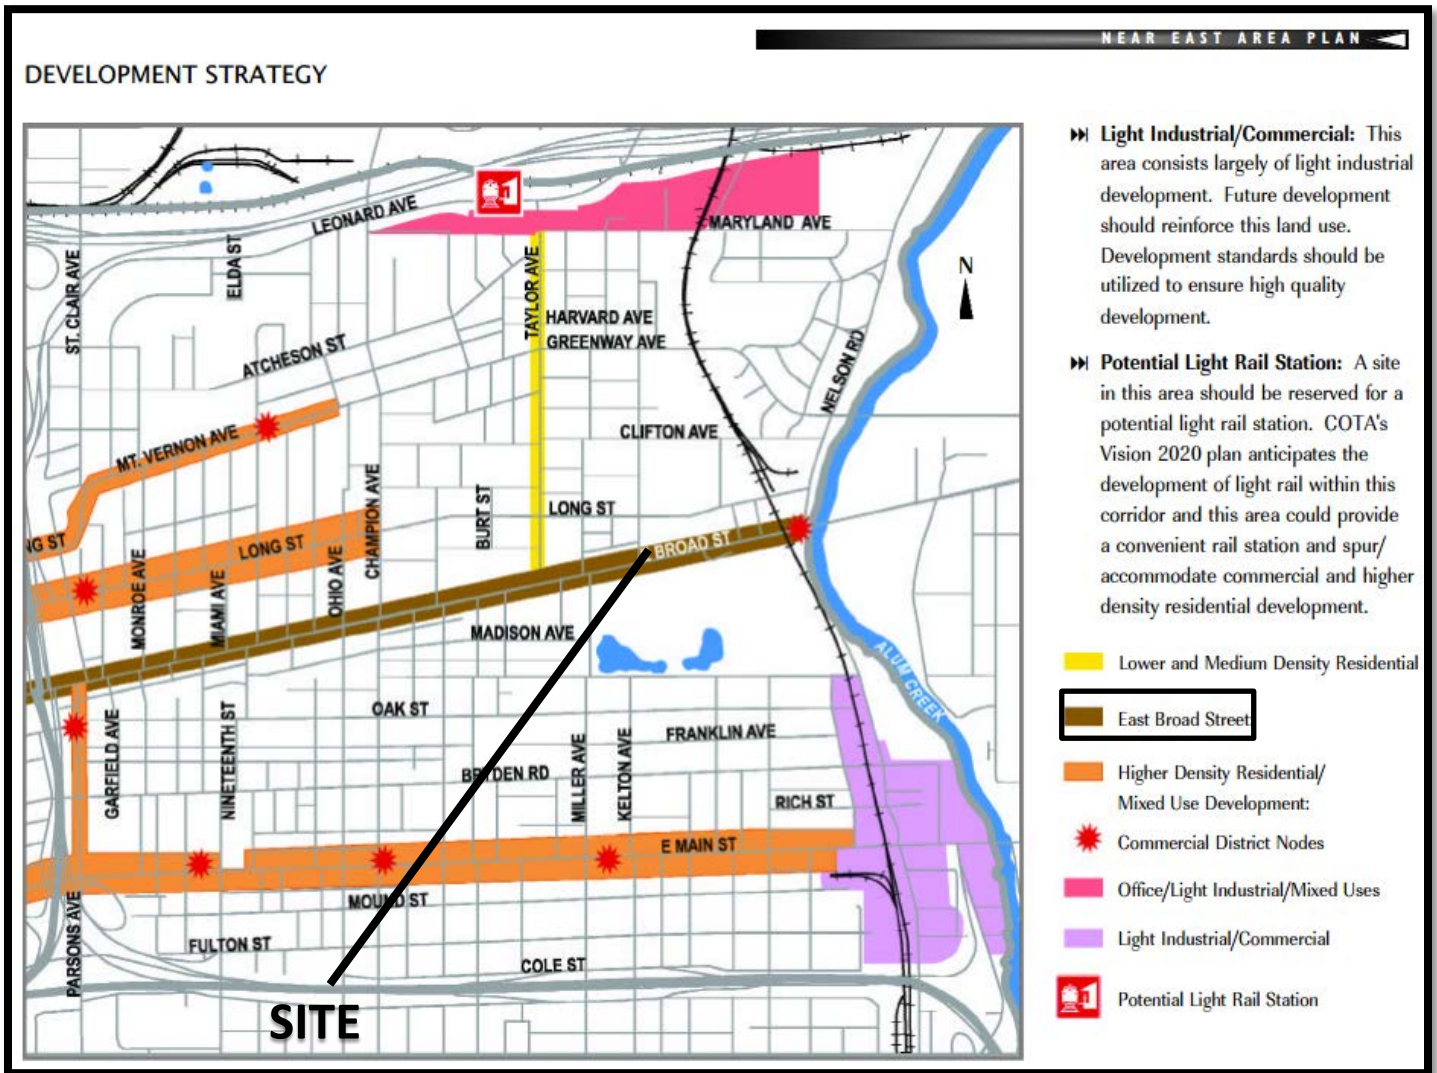 NEAR EAST AREA PLAN
DEVELOPMENT STRATEGY
LEONARD AVE
MARYLAND AVE
ST. CLAIR AVE
ELDA ST
TAYLOR AVE
N
HARVARD AVE
GREENWAY AVE
ATCHESON ST
NELSON RD
MT. VERNON AVE
CLIFTON AVE
CHAMPION AVE
BURT ST
LONG ST
NG ST
LONG ST
BROAD ST
MONROE AVE
MIAMI AVE
OHIO AVE
MADISON AVE
ALUM CREEK
OAK ST
GARFIELD AVE
NINETEENTH ST
FRANKLIN AVE
MILLER AVE
KELTON AVE
BRYDEN RD
RICH ST
E MAIN ST
MOUND ST
PARSONS AVE
FULTON ST
COLE ST
SITE
Light Industrial/Commercial: This
area consists largely of light industrial
development. Future development
should reinforce this land use.
Development standards should be
utilized to ensure high quality
development.
Potential Light Rail Station: A site
in this area should be reserved for a
potential light rail station. COTA's
Vision 2020 plan anticipates the
development of light rail within this
corridor and this area could provide
a convenient rail station and spur/
accommodate commercial and higher
density residential development.
Lower and Medium Density Residential
East Broad Street
Higher Density Residential/
Mixed Use Development:
Commercial District Nodes
Office/Light Industrial/Mixed Uses
Light Industrial/Commercial
Potential Light Rail Station